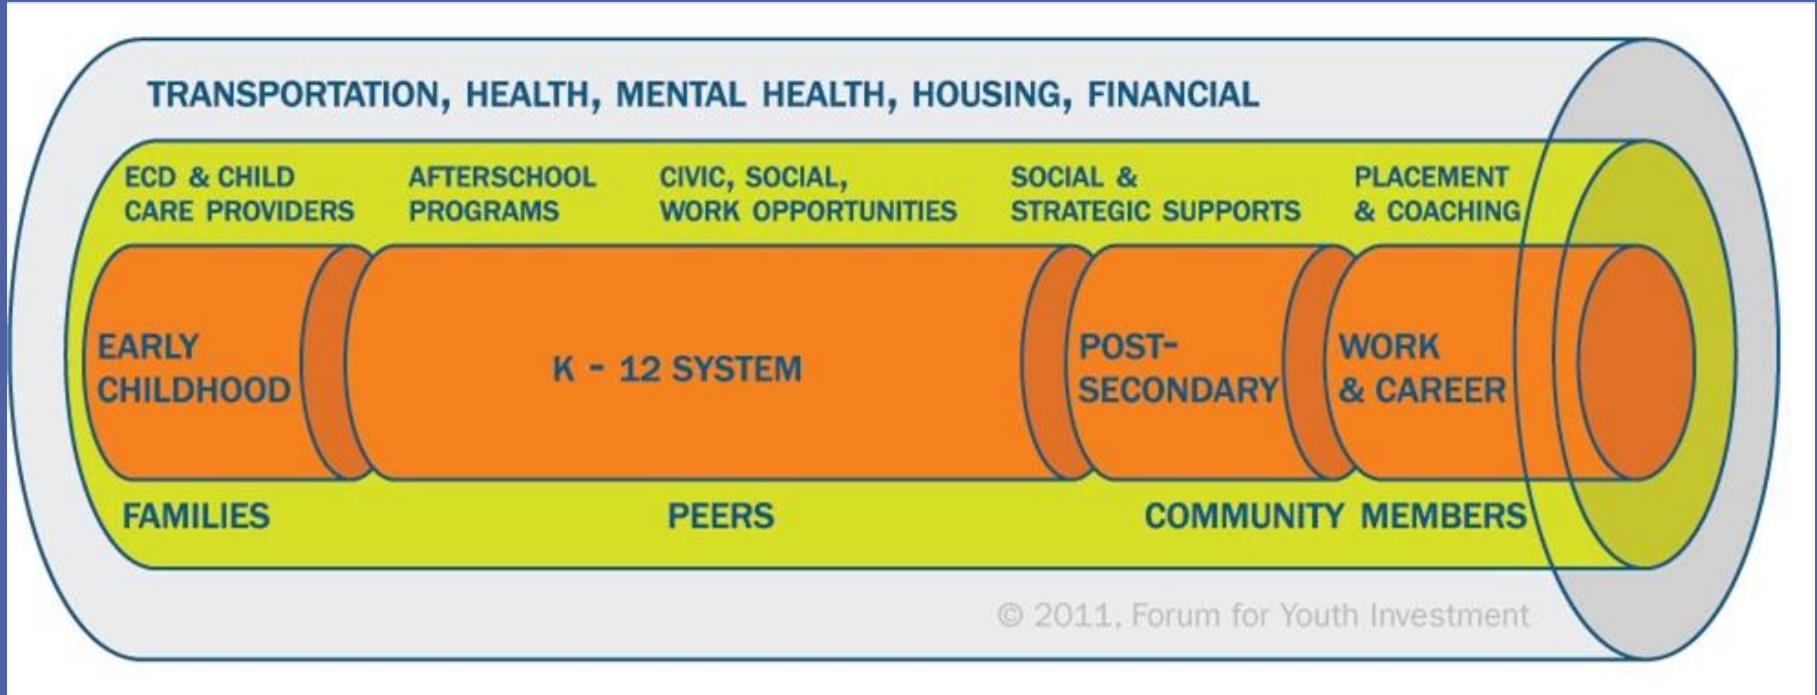 TRANSPORTATION, HEALTH, MENTAL HEALTH, HOUSING, FINANCIAL
ECD & CHILD
CARE PROVIDERS
AFTERSCHOOL
PROGRAMS
CIVIC, SOCIAL,
WORK OPPORTUNITIES
SOCIAL &
STRATEGIC SUPPORTS
PLACEMENT
& COACHING
EARLY
CHILDHOOD
K - 12 SYSTEM
POST-
SECONDARY
WORK
& CAREER
FAMILIES
PEERS
COMMUNITY MEMBERS
© 2011, Forum for Youth Investment